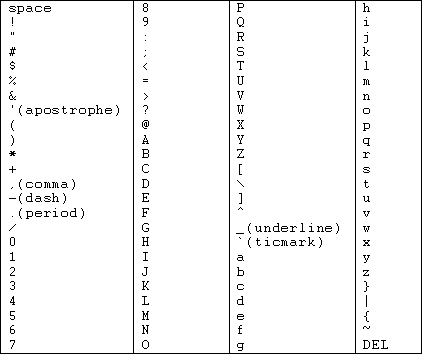 space
!
"
#
$
%
&
'(apostrophe)
(
)
*
+
,(comma)
-(dash)
.(period)
/
0
1
2
3
4
5
6
7
8
9
:
;
<
=
>
?
@
A
B
C
D
E
F
G
H
I
J
K
L
M
N
O
P
Q
R
S
T
U
V
W
X
Y
Z
[
\
]
^
_(underline)
`(ticmark)
a
b
c
d
e
f
g
h
i
j
k
l
m
n
o
p
q
r
s
t
u
v
w
x
y
z
}
|
{
~
DEL